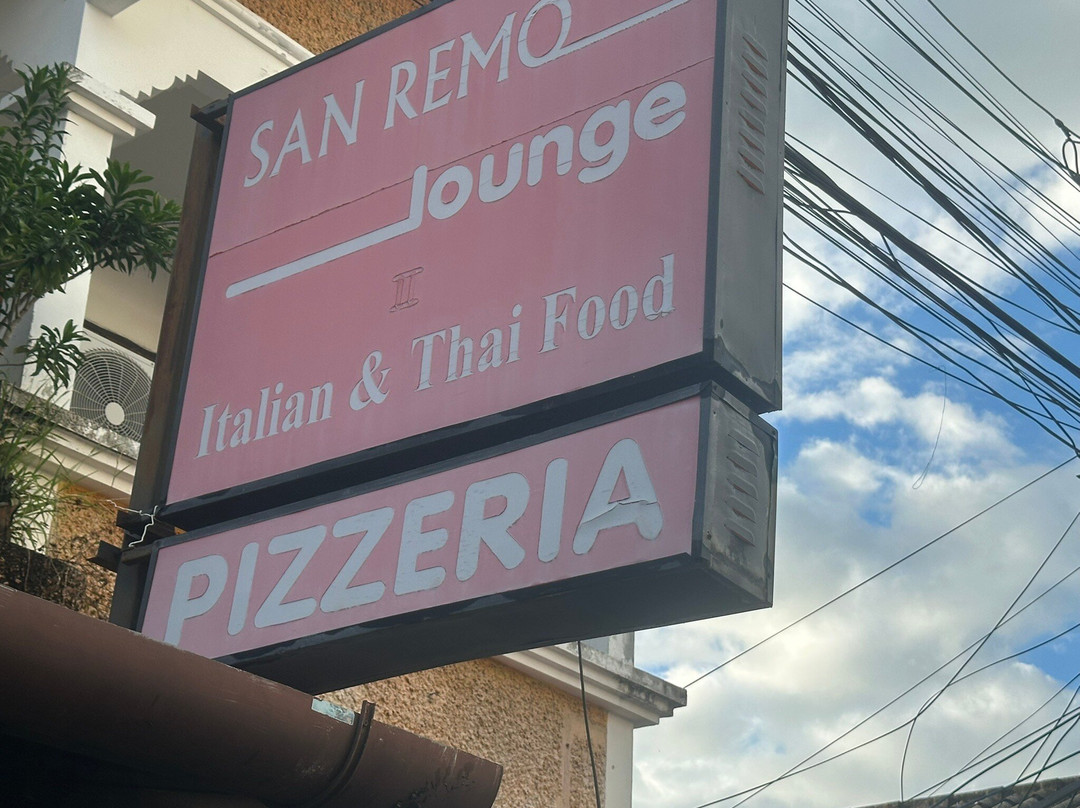 SAN REMO
lounge
II
Italian & Thai Food
PIZZERIA